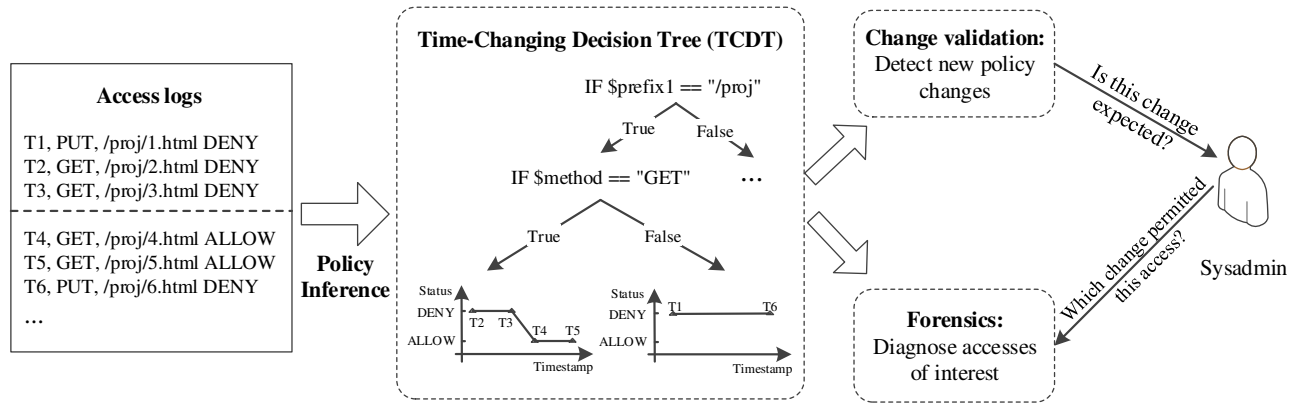 Access logs
T1, PUT, /proj/1.html DENY
T2, GET, /proj/2.html DENY
T3, GET, /proj/3.html DENY
T4, GET, /proj/4.html ALLOW
T5, GET, /proj/5.html ALLOW
T6, PUT, /proj/6.html DENY
...
Policy
Inference
Time-Changing Decision Tree (TCDT)
IF $prefix1 == "/proj"
True
False
IF $method == "GET"
...
True
False
Status
DENY
ALLOW
T2
T3
T4
T5
Timestamp
Status
DENY
ALLOW
T1
T6
Timestamp
Change validation:
Detect new policy
changes
Is this change
expected?
Sysadmin
Which change permitted
this access?
Forensics:
Diagnose accesses
of interest